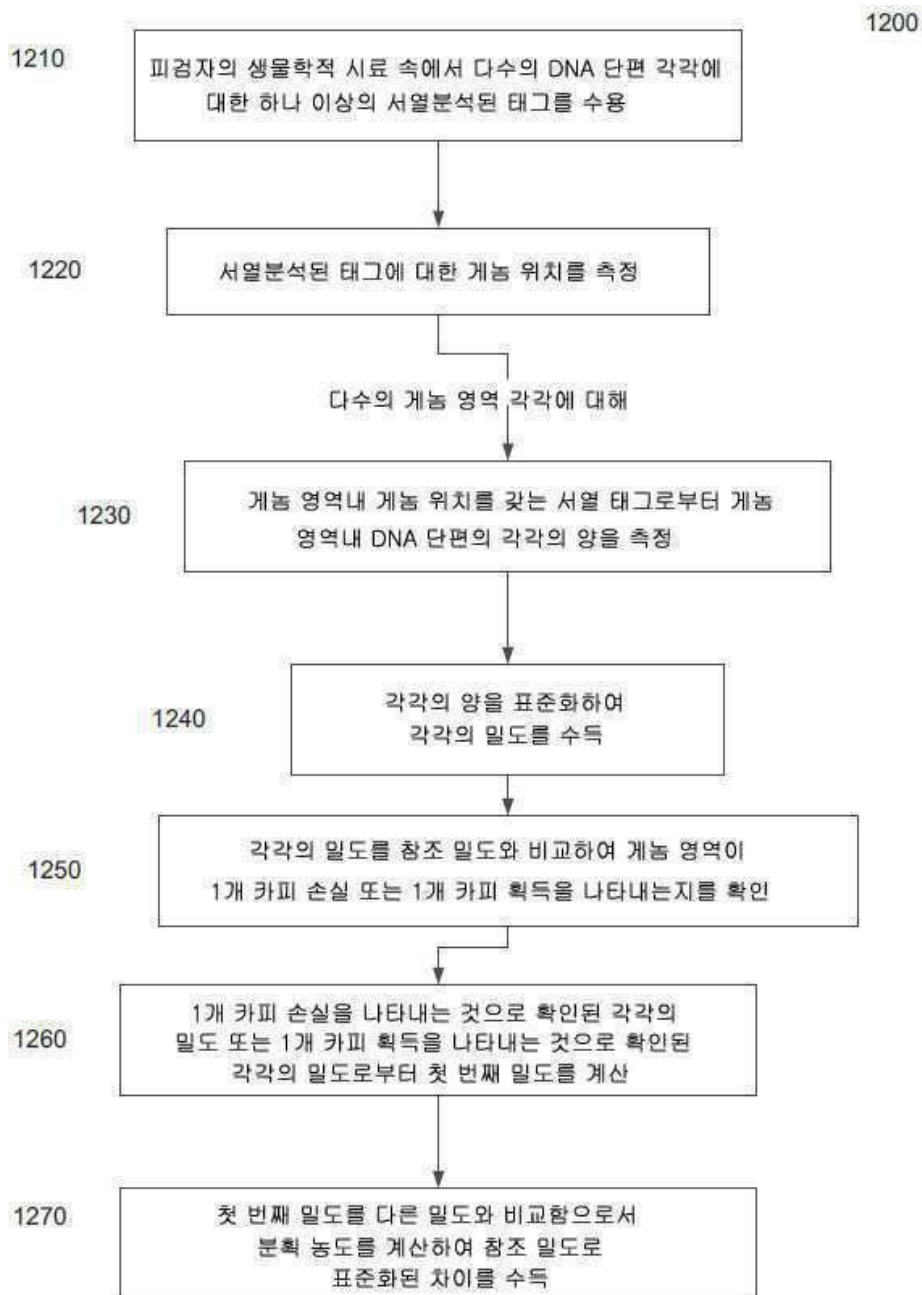 1200
1210
피검자의 생물학적 시료 속에서 다수의 DNA 단편 각각에
대한 하나 이상의 서열분석된 태그를 수용
1220
서열분석된 태그에 대한 게놈 위치를 측정
다수의 게놈 영역 각각에 대해
1230
게놈 영역내 게놈 위치를 갖는 서열 태그로부터 게놈
영역내 DNA 단편의 각각의 양을 측정
1240
각각의 양을 표준화하여
각각의 밀도를 수득
1250
각각의 밀도를 참조 밀도와 비교하여 게놈 영역이
1개 카피 손실 또는 1개 카피 획득을 나타내는지를 확인
1260
1개 카피 손실을 나타내는 것으로 확인된 각각의
밀도 또는 1개 카피 획득을 나타내는 것으로 확인된
각각의 밀도로부터 첫 번째 밀도를 계산
1270
첫 번째 밀도를 다른 밀도와 비교함으로서
분획 농도를 계산하여 참조 밀도로
표준화된 차이를 수득